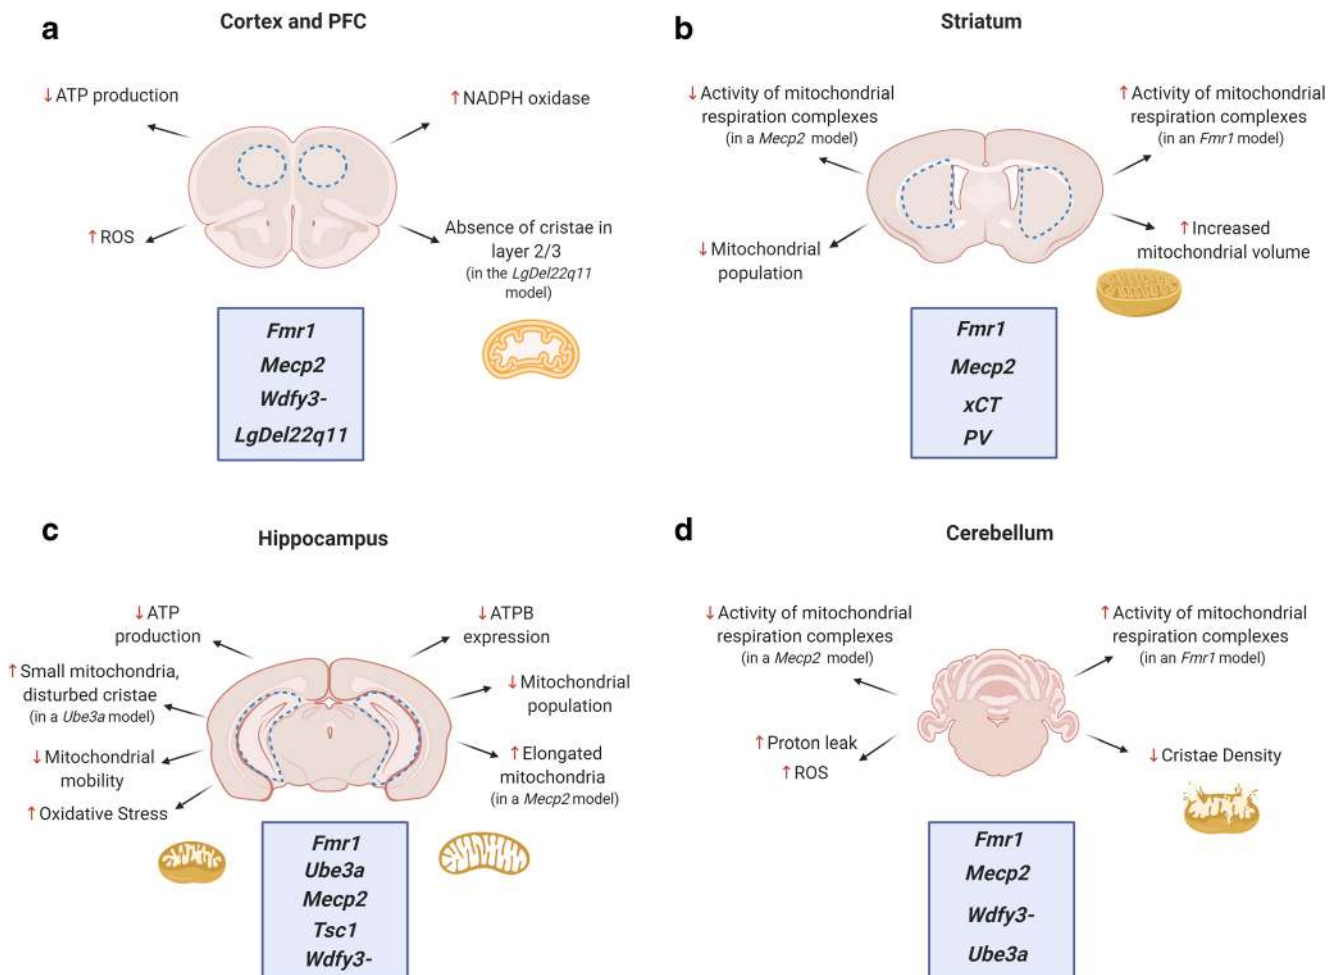 a
Cortex and PFC
↓ATP production
↑NADPH oxidase
↑ROS
Absence of cristae in
layer 2/3
(in the LgDel22q11
model)
Fmr1
Mecp2
Wdfy3-
LgDel22q11
b
Striatum
↓Activity of mitochondrial
respiration complexes
(in a Mecp2 model)
↑Activity of mitochondrial
respiration complexes
(in an Fmr1 model)
↓Mitochondrial
population
↑Increased
mitochondrial volume
Fmr1
Mecp2
xCT
PV
c
Hippocampus
↓ATP
production
↓ATPB
expression
↑Small mitochondria,
disturbed cristae
(in a Ube3a model)
↓Mitochondrial
population
↓Mitochondrial
mobility
↑Elongated
mitochondria
(in a Mecp2 model)
↑Oxidative Stress
Fmr1
Ube3a
Mecp2
Tsc1
Wdfy3-
d
Cerebellum
↓Activity of mitochondrial
respiration complexes
(in a Mecp2 model)
↑Activity of mitochondrial
respiration complexes
(in an Fmr1 model)
↑Proton leak
↑ROS
↓Cristae Density
Fmr1
Mecp2
Wdfy3-
Ube3a